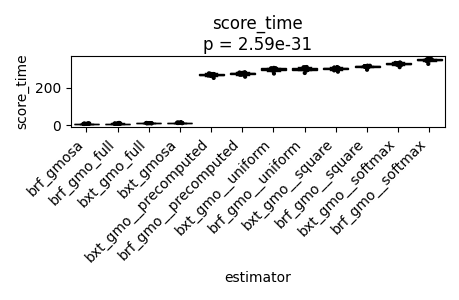 score_time
p = 2.59e-31
score_time
200
0
brf_gmosa
brf_gmo_full
bxt_gmo_full
bxt_gmosa
bxt_gmo__precomputed
brf_gmo__precomputed
bxt_gmo__uniform
brf_gmo__uniform
bxt_gmo__square
brf_gmo__square
bxt_gmo__softmax
brf_gmo__softmax
estimator